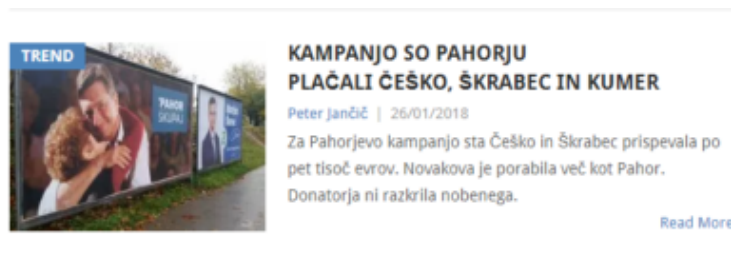 TREND
KAMPANJO SO PAHORJU
PLAČALI ČEŠKO, ŠKRABEC IN KUMER
Peter Jančič | 26/01/2018
Za Pahorjevo kampanjo sta Češko in Škrabec prispevala po
pet tisoč evrov. Novakova je porabila več kot Pahor.
Donatorja ni razkrila nobenega.
Read More
PAHOR
SKUPAJ